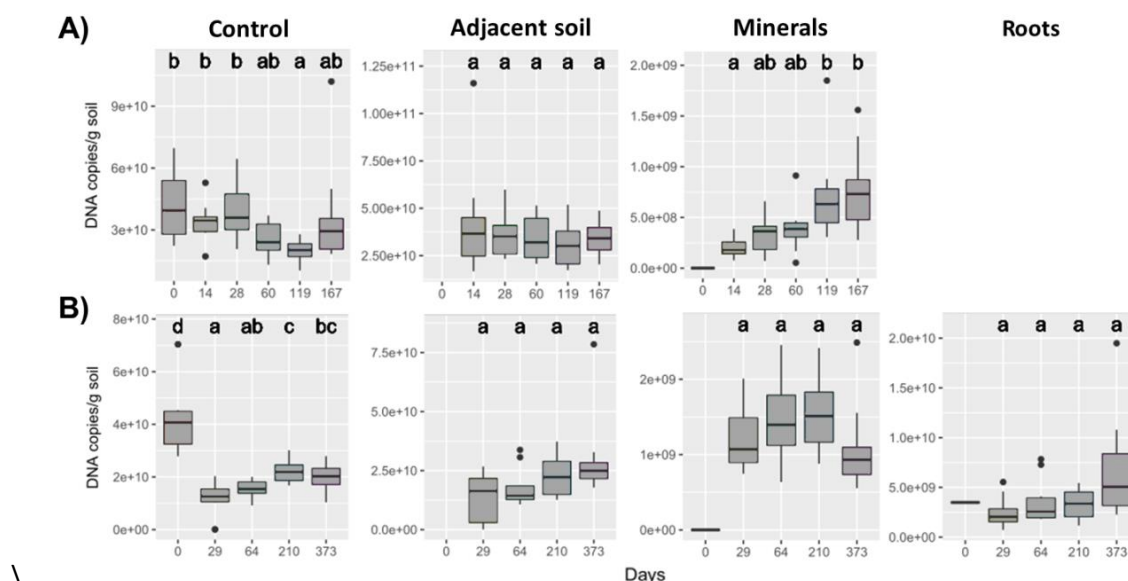 A) Control Adjacent soil Minerals Roots
b b b ab a ab a a a a a a ab ab b b
DNA copies/g soil
9e+10
6e+10
3e+10
1.25e+11
1.00e+11
7.50e+10
5.00e+10
2.50e+10
2.0e+09
1.5e+09
1.0e+09
5.0e+08
0.0e+00
0 14 28 60 119 167 0 14 28 60 119 167 0 14 28 60 119 167
B)
d a ab c bc a a a a a a a a a a a a
DNA copies/g soil
8e+10
6e+10
4e+10
2e+10
0e+00
7.5e+10
5.0e+10
2.5e+10
0.0e+00
2e+09
1e+09
0e+00
2.0e+10
1.5e+10
1.0e+10
5.0e+09
0.0e+00
0 29 64 210 373 0 29 64 210 373 0 29 64 210 373 0 29 64 210 373
Days
\